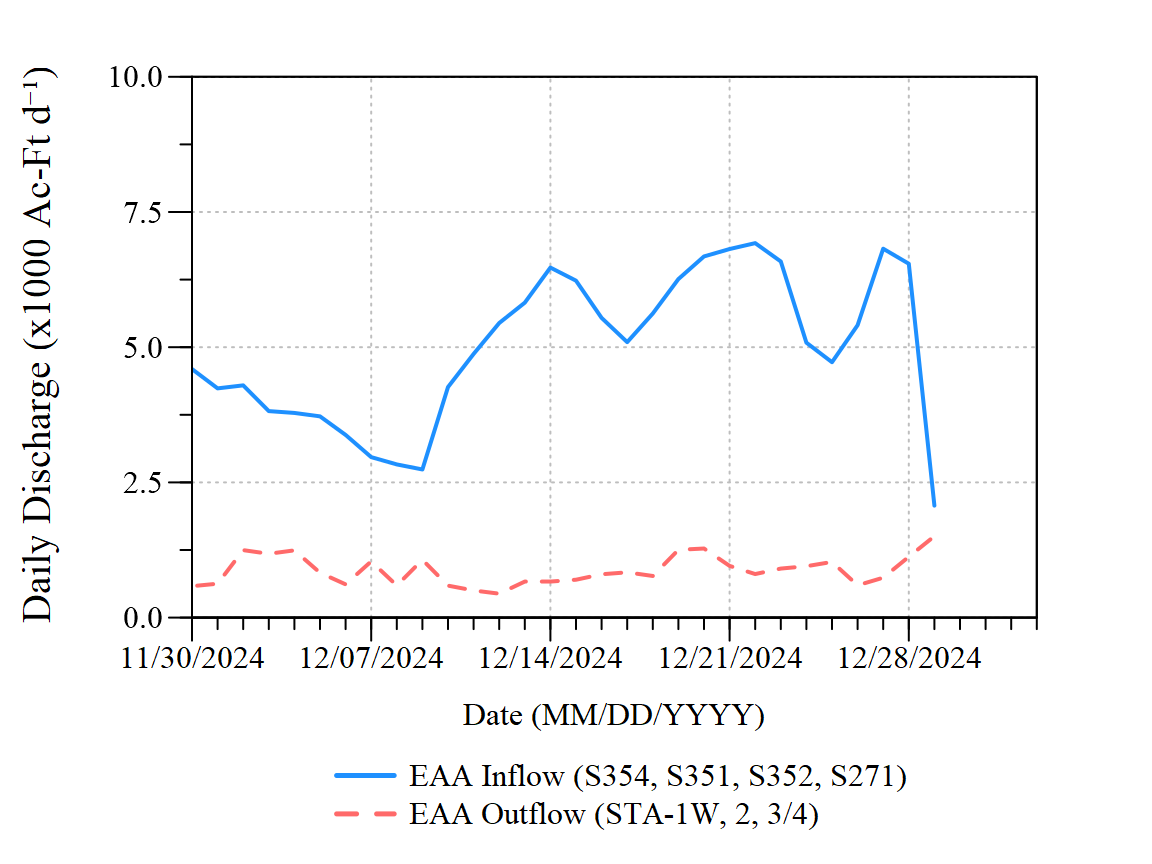 Daily Discharge (x1000 Ac-Ft d⁻¹)
10.0
7.5
5.0
2.5
0.0
11/30/2024 12/07/2024 12/14/2024 12/21/2024 12/28/2024
Date (MM/DD/YYYY)
EAA Inflow (S354, S351, S352, S271)
EAA Outflow (STA-1W, 2, 3/4)